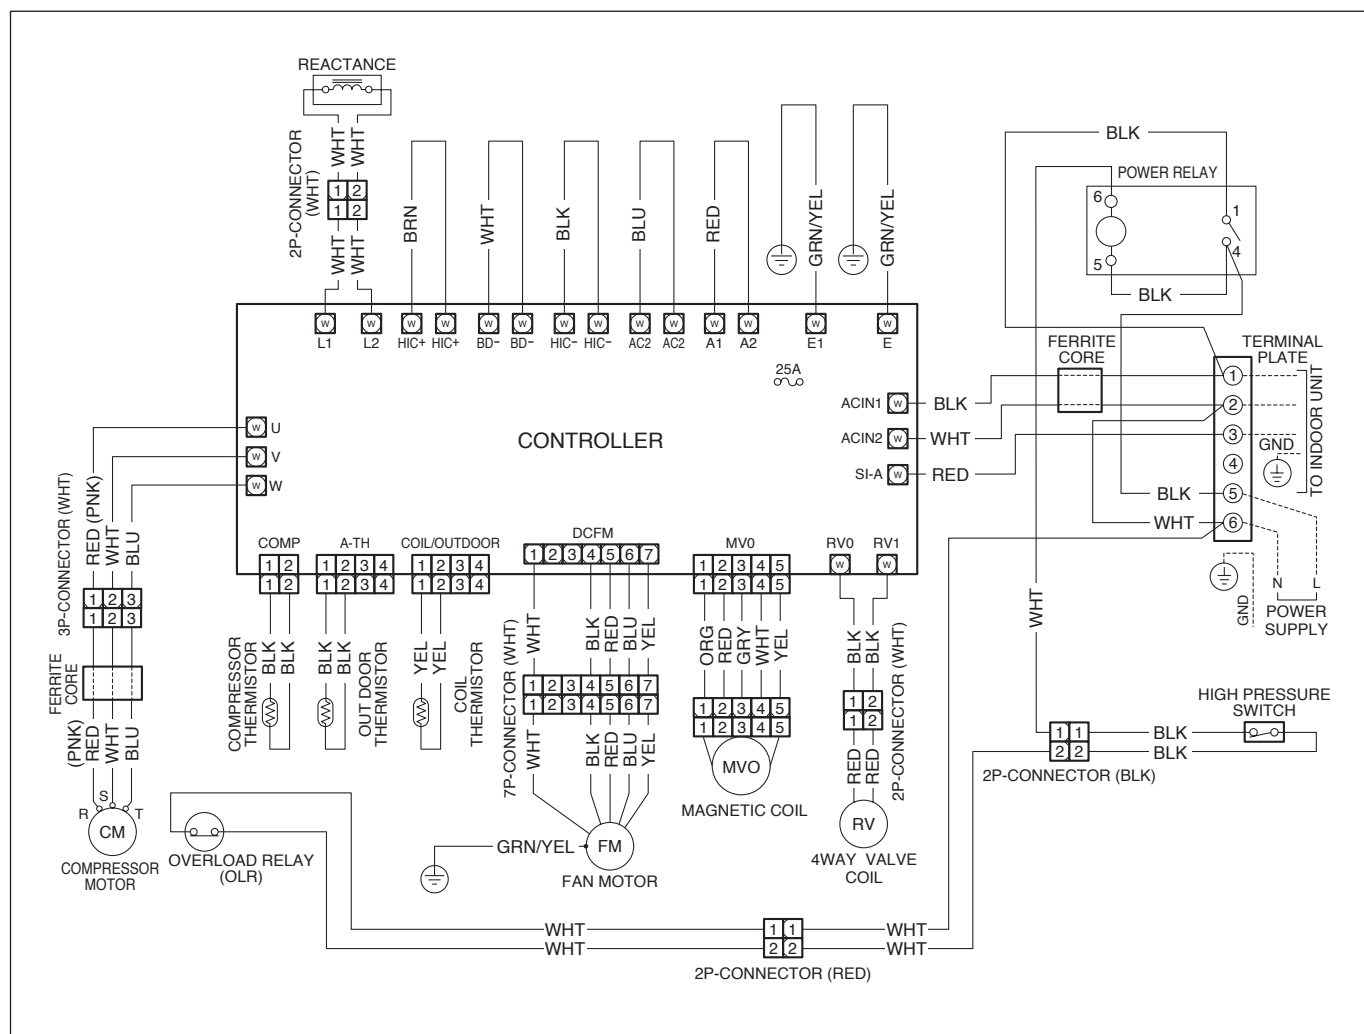 REACTANCE
2P-CONNECTOR
(WHT)
WHT WHT
1 2
1 2
WHT WHT
BRN
WHT
BLK
BLU
RED
GRN/YEL
GRN/YEL
BLK
POWER RELAY
6
1
4
5
BLK
W W W W W W W W W W W W W W
L1 L2 HIC+ HIC+ BD- BD- HIC- HIC- AC2 AC2 A1 A2 E1 E
25A
FERRITE
CORE
TERMINAL
PLATE
ACIN1 W BLK
1
ACIN2 W WHT
2
SI-A W RED
3
4
BLK 5
WHT 6
GND
TO INDOOR UNIT
GND
N L
POWER
SUPPLY
CONTROLLER
W U
W V
W W
3P-CONNECTOR (WHT)
RED (PNK)
WHT
BLU
1 2 3
1 2 3
FERRITE
CORE
(PNK)
RED
WHT
BLU
R S T
CM
COMPRESSOR
MOTOR
COMP
1 2
1 2
BLK
BLK
COMPRESSOR
THERMISTOR
A-TH
1 2 3 4
1 2 3 4
BLK
BLK
OUT DOOR
THERMISTOR
COIL/OUTDOOR
1 2 3 4
1 2 3 4
YEL
YEL
COIL
THERMISTOR
DCFM
1 2 3 4 5 6 7
WHT BLK RED BLU YEL
7P-CONNECTOR (WHT)
1 2 3 4 5 6 7
1 2 3 4 5 6 7
WHT BLK RED BLU YEL
GRN/YEL
FM
FAN MOTOR
MV0
1 2 3 4 5
1 2 3 4 5
ORG RED GRY WHT YEL
1 2 3 4 5
1 2 3 4 5
MVO
MAGNETIC COIL
RV0 RV1
W W
BLK BLK
2P-CONNECTOR (WHT)
1 2
1 2
RED RED
RV
4WAY VALVE
COIL
WHT
HIGH PRESSURE
SWITCH
1 1 BLK
2 2 BLK
2P-CONNECTOR (BLK)
OVERLOAD RELAY
(OLR)
WHT 1 1 WHT
WHT 2 2 WHT
2P-CONNECTOR (RED)